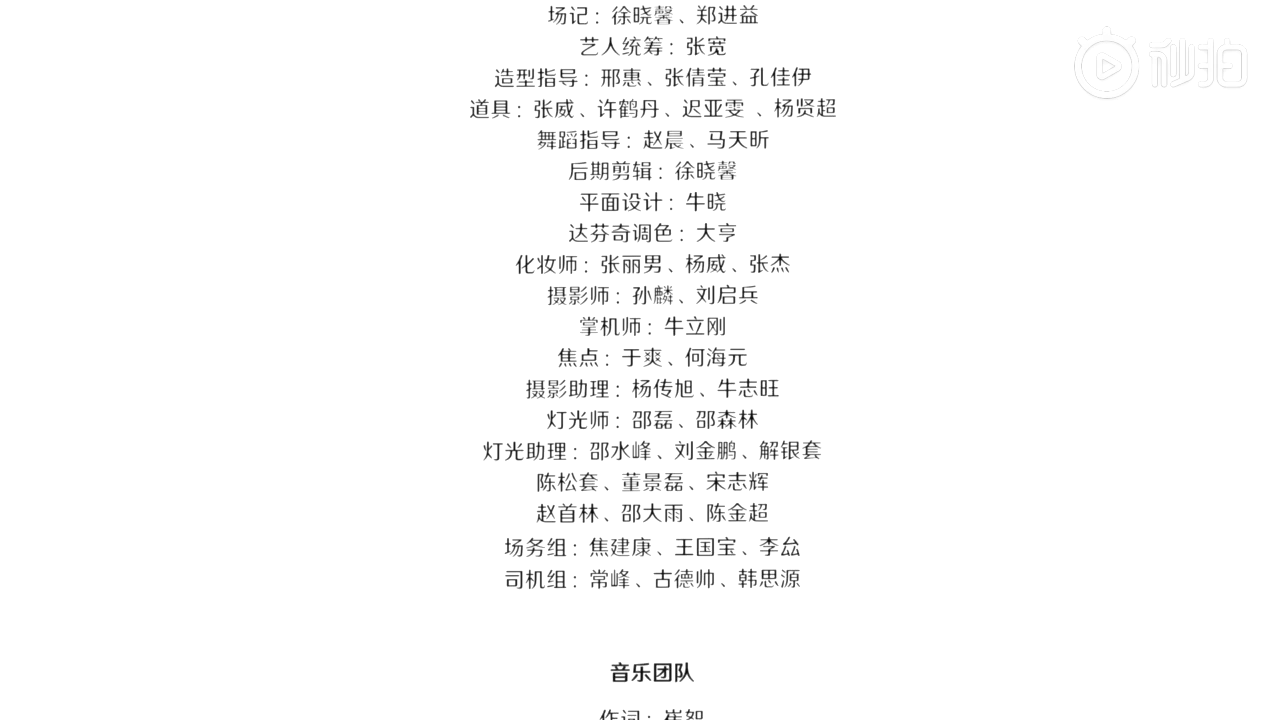 场记：徐晓馨、郑进益
秒拍
艺人统筹：张宽
造型指导：邢惠、张倩莹、孔佳伊
道具：张威、许鹤丹、迟亚雯 、杨贤超
舞蹈指导：赵晨、马天昕
后期剪辑：徐晓馨
平面设计：牛晓
达芬奇调色：大亨
化妆师：张丽男、杨威、张杰
摄影师：孙麟、刘启兵
掌机师：牛立刚
焦点：于爽、何海元
摄影助理：杨传旭、牛志旺
灯光师：邵磊、邵森林
灯光助理：邵水峰、刘金鹏、解银套
陈松套、董景磊、宋志辉
赵首林、邵大雨、陈金超
场务组：焦建康、王国宝、李厽
司机组：常峰、古德帅、韩思源
音乐团队
作词：崔恕